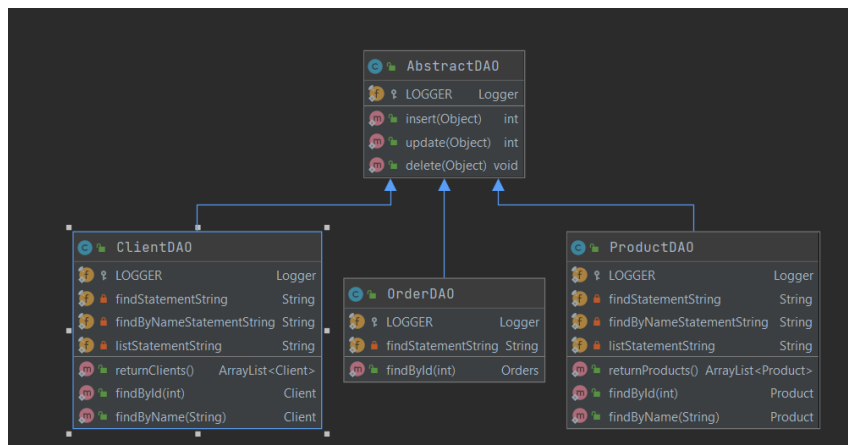 AbstractDAO
LOGGER Logger
insert(Object) int
update(Object) int
delete(Object) void
ClientDAO
LOGGER Logger
findStatementString String
findByNameStatementString String
listStatementString String
returnClients() ArrayList<Client>
findById(int) Client
findByName(String) Client
OrderDAO
LOGGER Logger
findStatementString String
findById(int) Orders
ProductDAO
LOGGER Logger
findStatementString String
findByNameStatementString String
listStatementString String
returnProducts() ArrayList<Product>
findById(int) Product
findByName(String) Product